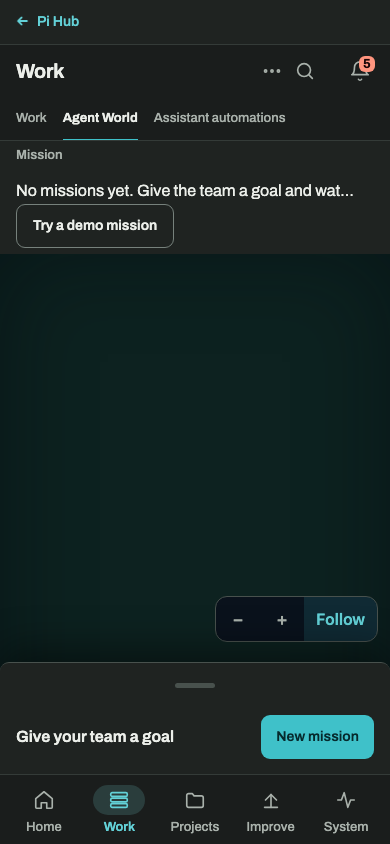 ← Pi Hub
Work
5
Work Agent World Assistant automations
Mission
No missions yet. Give the team a goal and wat...
Try a demo mission
− + Follow
Give your team a goal
New mission
Home Work Projects Improve System